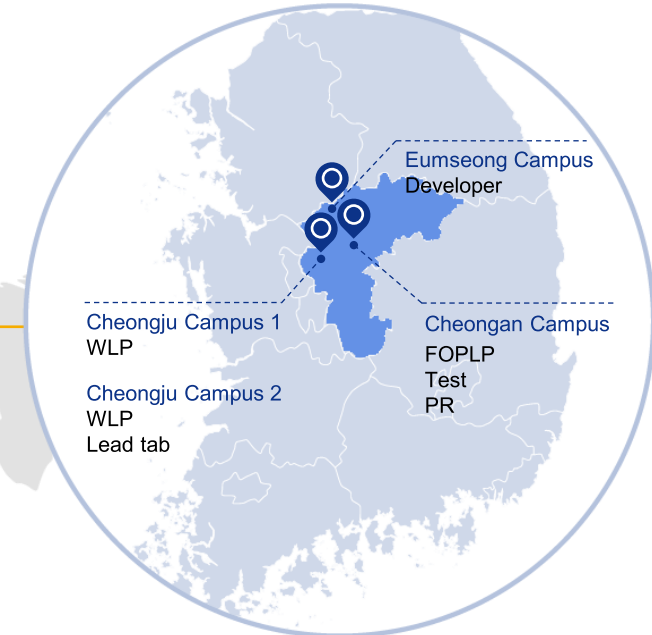 Eumseong Campus
Developer
Cheongju Campus 1
WLP
Cheongju Campus 2
WLP
Lead tab
Cheongan Campus
FOPLP
Test
PR